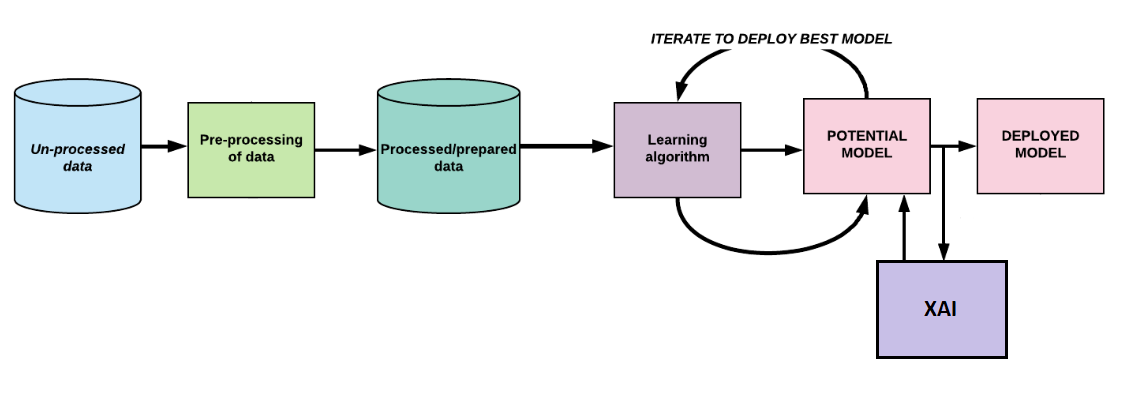 ITERATE TO DEPLOY BEST MODEL
Un-processed
data
Pre-processing
of data
Processed/prepared
data
Learning
algorithm
POTENTIAL
MODEL
DEPLOYED
MODEL
XAI